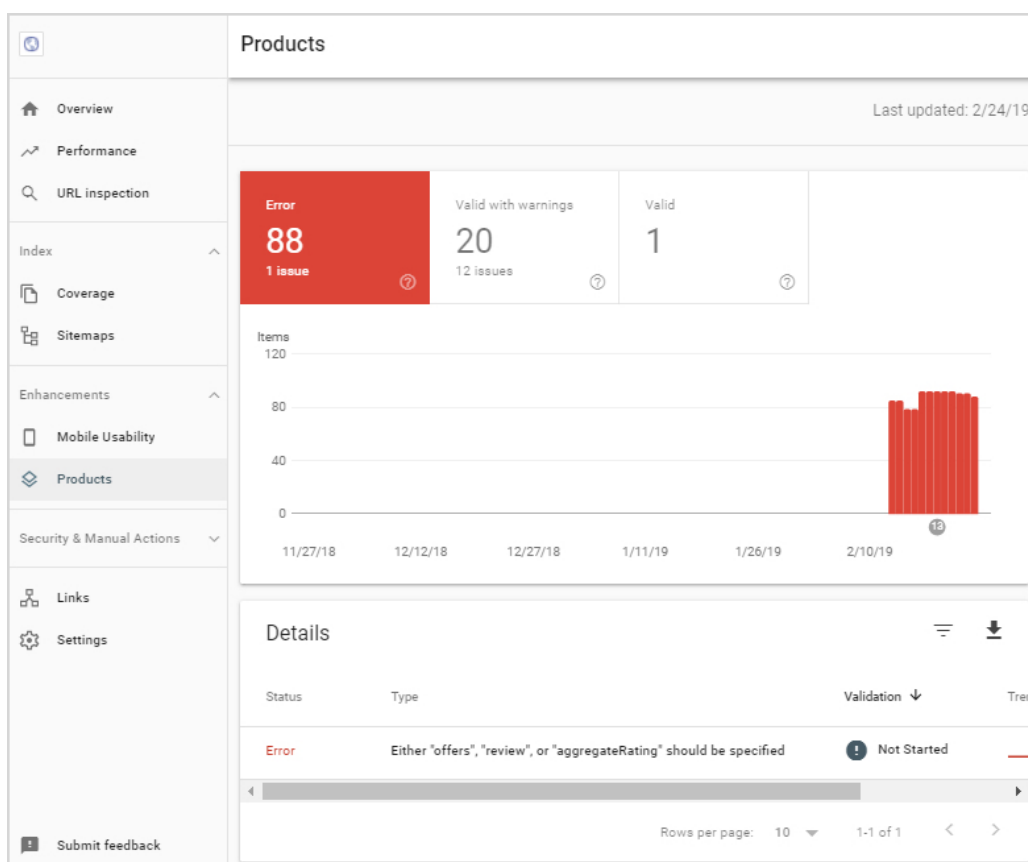 Products
Overview
Performance
URL inspection
Index
Coverage
Sitemaps
Enhancements
Mobile Usability
Products
Security & Manual Actions
Links
Settings
Submit feedback
Last updated: 2/24/19
Error
88
1 issue
Valid with warnings
20
12 issues
Valid
1
Items
120
80
40
0
13
11/27/18 12/12/18 12/27/18 1/11/19 1/26/19 2/10/19
Details
Status Type Validation Tre
Error Either "offers", "review", or "aggregateRating" should be specified Not Started
Rows per page: 10 1-1 of 1